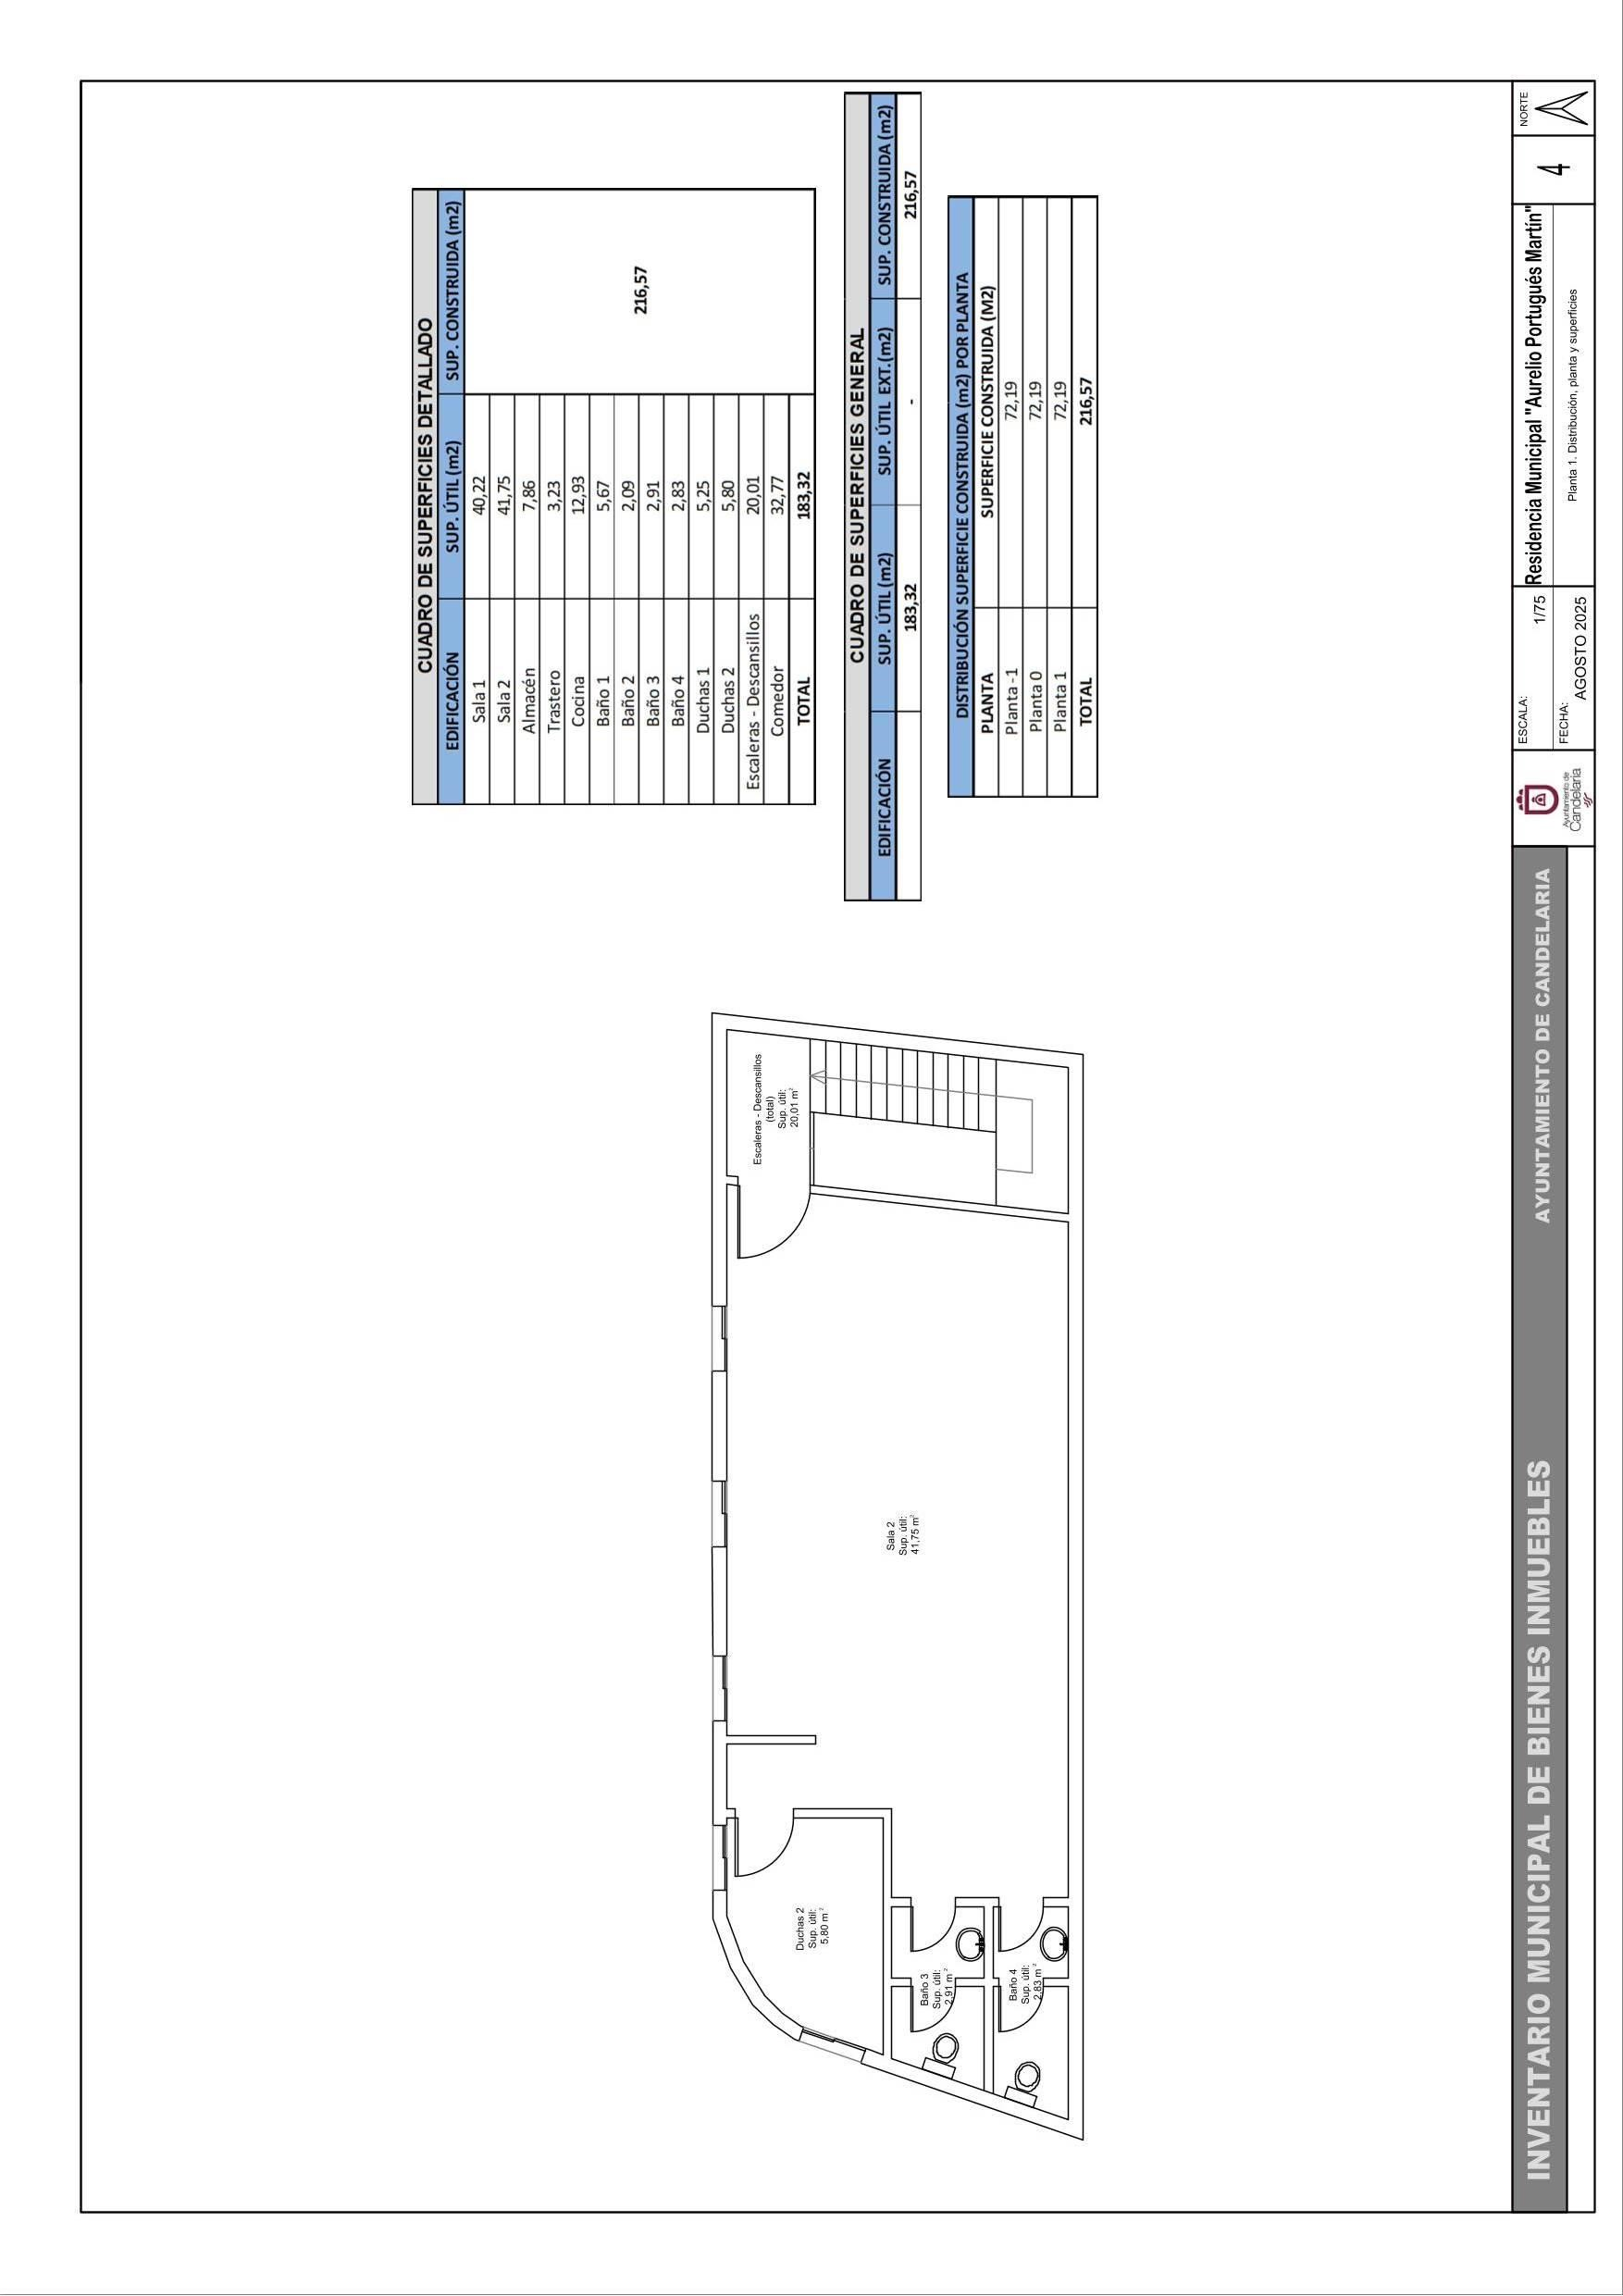 CUADRO DE SUPERFICIES DETALLADO
EDIFICACIÓN SUP. ÚTIL (m2) SUP. CONSTRUIDA (m2)
Sala 1 40,22
Sala 2 41,75
Almacén 7,86
Trastero 3,23
Cocina 12,93
Baño 1 5,67
Baño 2 2,09
Baño 3 2,91
Baño 4 2,83
Duchas 1 5,25
Duchas 2 5,80
Escaleras - Descansillos 20,01
Comedor 32,77
TOTAL 183,32
216,57
CUADRO DE SUPERFICIES GENERAL
EDIFICACIÓN SUP. ÚTIL (m2) SUP. ÚTIL EXT.(m2) SUP. CONSTRUIDA (m2)
183,32 - 216,57
DISTRIBUCIÓN SUPERFICIE CONSTRUIDA (m2) POR PLANTA
PLANTA SUPERFICIE CONSTRUIDA (M2)
Planta -1 72,19
Planta 0 72,19
Planta 1 72,19
TOTAL 216,57
Escaleras - Descansillos
(total)
Sup. útil:
20,01 m²
Sala 2
Sup. útil:
41,75 m²
Duchas 2
Sup. útil:
5,80 m²
Baño 3
Sup. útil:
2,91 m²
Baño 4
Sup. útil:
2,83 m²
INVENTARIO MUNICIPAL DE BIENES INMUEBLES
AYUNTAMIENTO DE CANDELARIA
Ayuntamiento de
Candelaria
ESCALA:
1/75
FECHA:
AGOSTO 2025
Residencia Municipal "Aurelio Portugués Martín"
Planta 1. Distribución, planta y superficies
4
NORTE